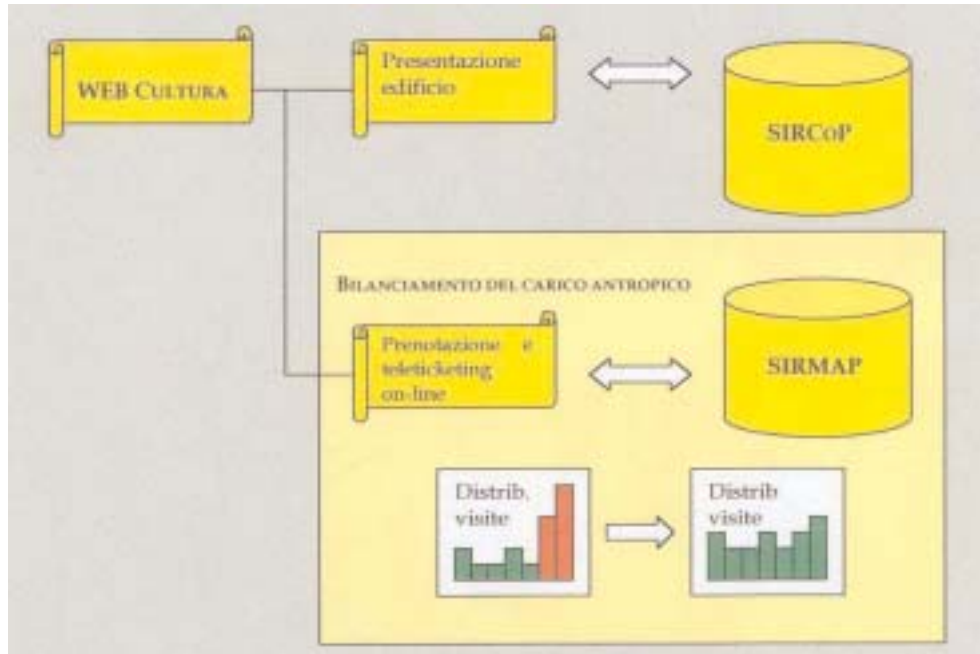 WEB CULTURA
Presentazione
edificio
SIRCOP
BILANCIAMENTO DEL CARICO ANTROPICO
Prenotazione e
teleticketing
on-line
SIRMAP
Distrib.
visite
Distrib
visite